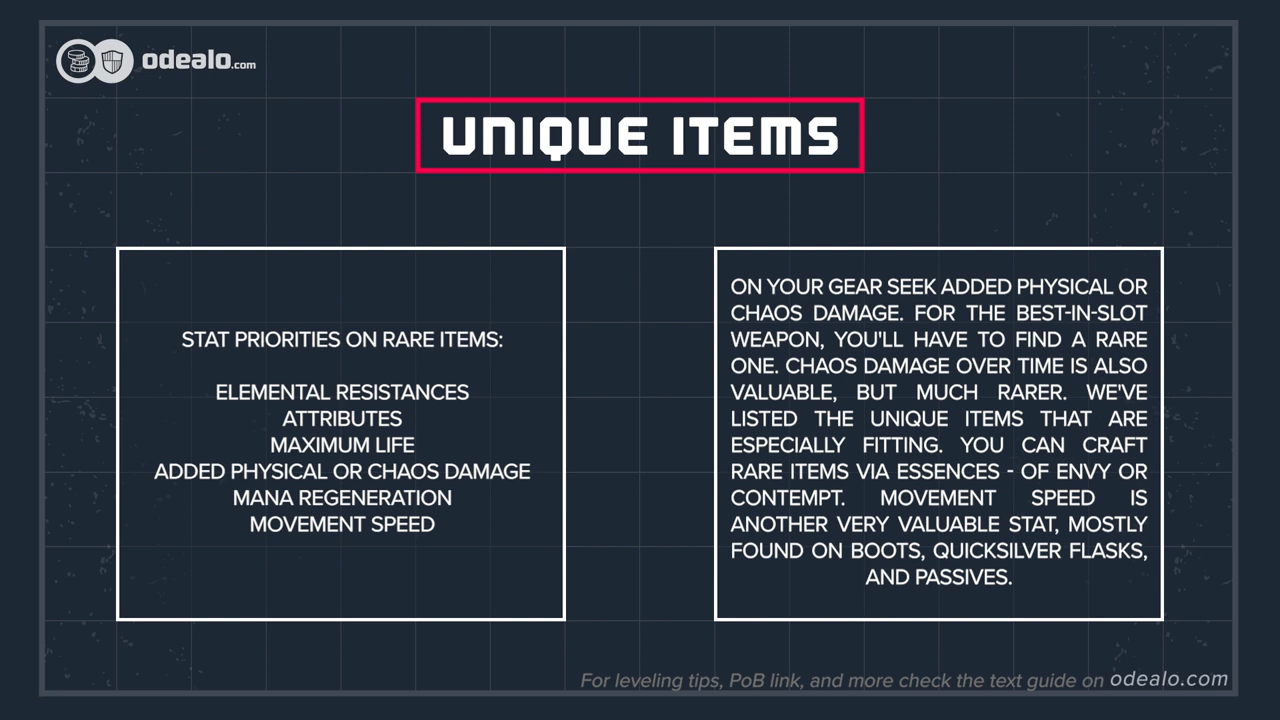 odealo.com
UNIQUE ITEMS
STAT PRIORITIES ON RARE ITEMS:
ELEMENTAL RESISTANCES
ATTRIBUTES
MAXIMUM LIFE
ADDED PHYSICAL OR CHAOS DAMAGE
MANA REGENERATION
MOVEMENT SPEED
ON YOUR GEAR SEEK ADDED PHYSICAL OR
CHAOS DAMAGE. FOR THE BEST-IN-SLOT
WEAPON, YOU'LL HAVE TO FIND A RARE
ONE. CHAOS DAMAGE OVER TIME IS ALSO
VALUABLE, BUT MUCH RARER. WE'VE
LISTED THE UNIQUE ITEMS THAT ARE
ESPECIALLY FITTING. YOU CAN CRAFT
RARE ITEMS VIA ESSENCES - OF ENVY OR
CONTEMPT. MOVEMENT SPEED IS
ANOTHER VERY VALUABLE STAT, MOSTLY
FOUND ON BOOTS, QUICKSILVER FLASKS,
AND PASSIVES.
For leveling tips, PoB link, and more check the text guide on odealo.com